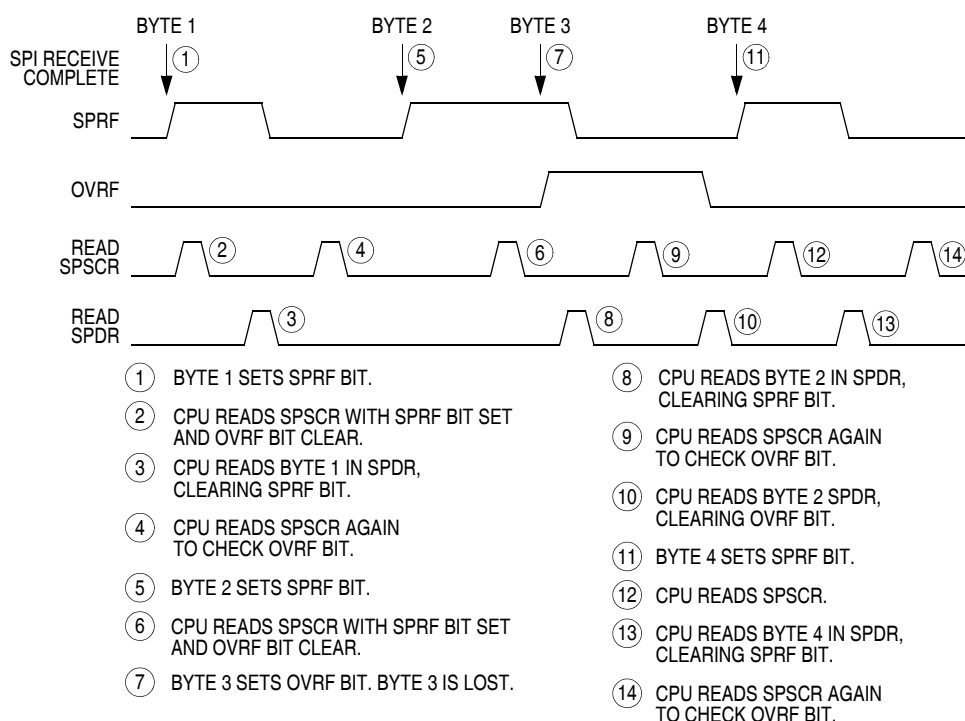 BYTE 1 BYTE 2 BYTE 3 BYTE 4
SPI RECEIVE
COMPLETE
1 5 7 11
SPRF
OVRF
READ
SPSCR
2 4 6 9 12 14
READ
SPDR
3 8 10 13
1 BYTE 1 SETS SPRF BIT.
2 CPU READS SPSCR WITH SPRF BIT SET
AND OVRF BIT CLEAR.
3 CPU READS BYTE 1 IN SPDR,
CLEARING SPRF BIT.
4 CPU READS SPSCR AGAIN
TO CHECK OVRF BIT.
5 BYTE 2 SETS SPRF BIT.
6 CPU READS SPSCR WITH SPRF BIT SET
AND OVRF BIT CLEAR.
7 BYTE 3 SETS OVRF BIT. BYTE 3 IS LOST.
8 CPU READS BYTE 2 IN SPDR,
CLEARING SPRF BIT.
9 CPU READS SPSCR AGAIN
TO CHECK OVRF BIT.
10 CPU READS BYTE 2 SPDR,
CLEARING OVRF BIT.
11 BYTE 4 SETS SPRF BIT.
12 CPU READS SPSCR.
13 CPU READS BYTE 4 IN SPDR,
CLEARING SPRF BIT.
14 CPU READS SPSCR AGAIN
TO CHECK OVRF BIT.